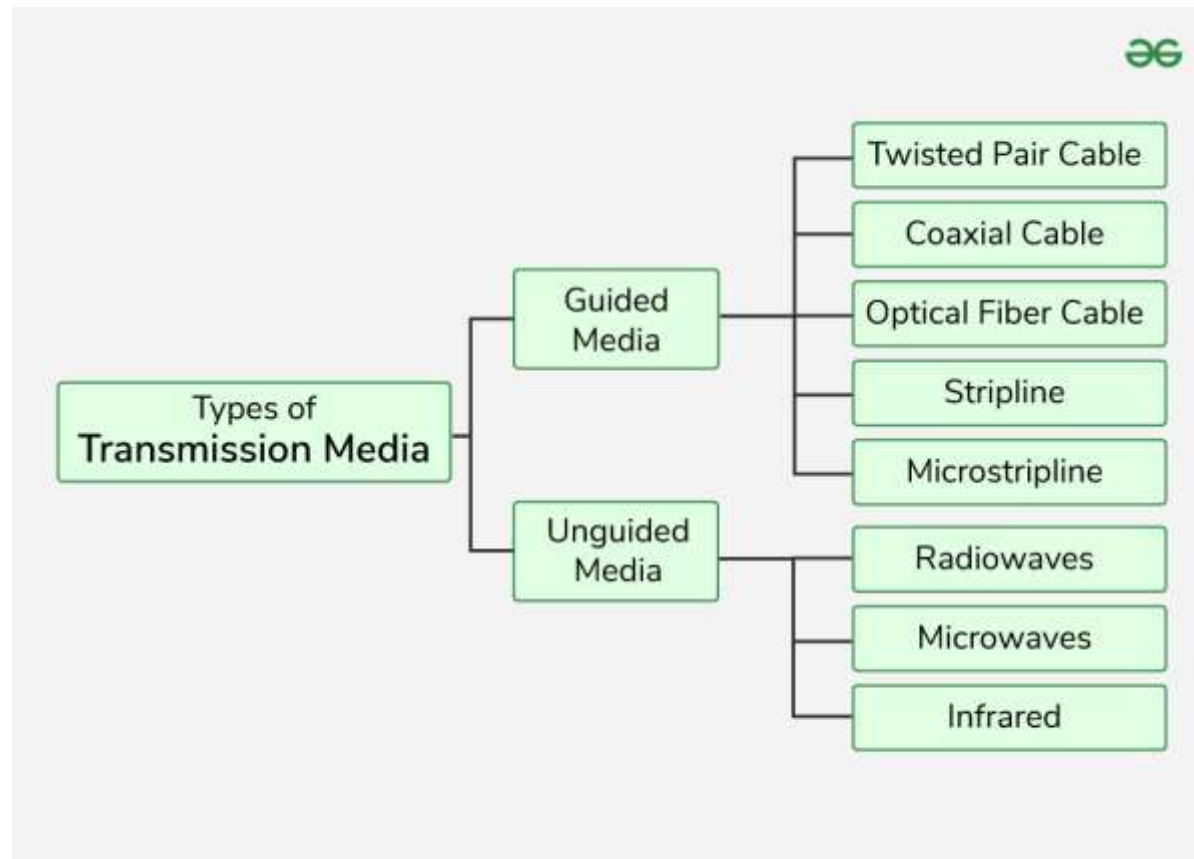 Types of
Transmission Media
Guided
Media
Unguided
Media
Twisted Pair Cable
Coaxial Cable
Optical Fiber Cable
Stripline
Microstripline
Radiowaves
Microwaves
Infrared